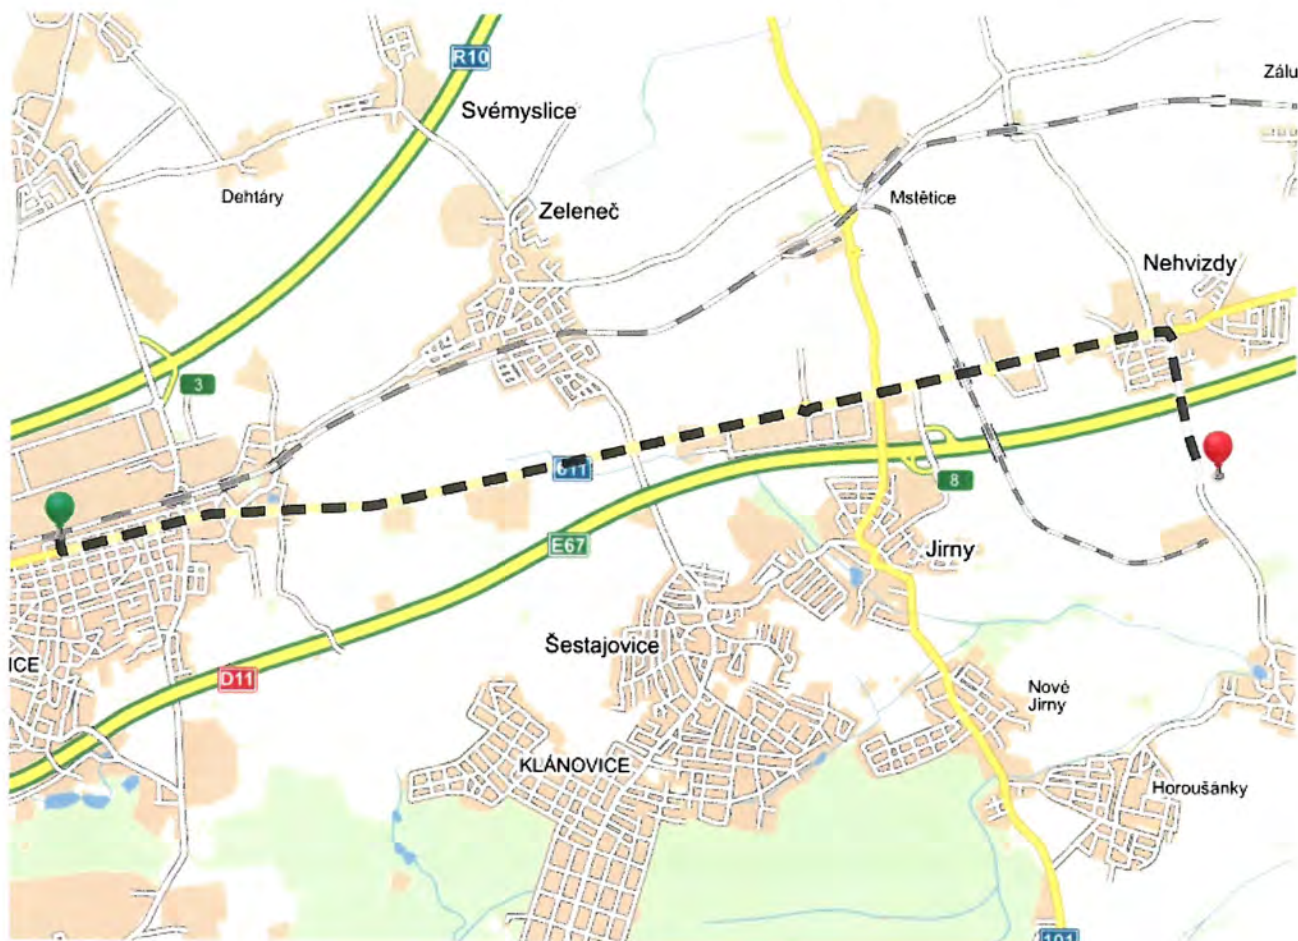 R10
Zálu
Svémyslice
Dehtáry
Mstětice
Zeleneč
Nehvizdy
3
611
8
E67
Jirny
ICE
Šestajovice
D11
Nové
Jirny
KLÁNOVICE
Horoušánky
101